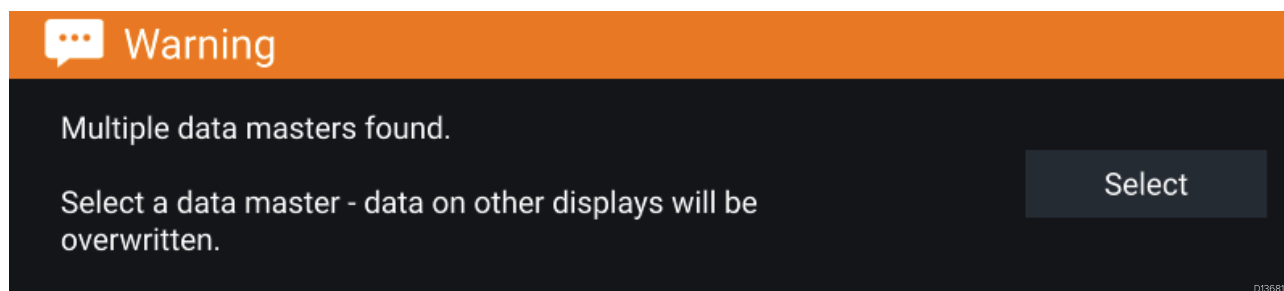 Warning
Multiple data masters found.
Select a data master - data on other displays will be
overwritten.
Select